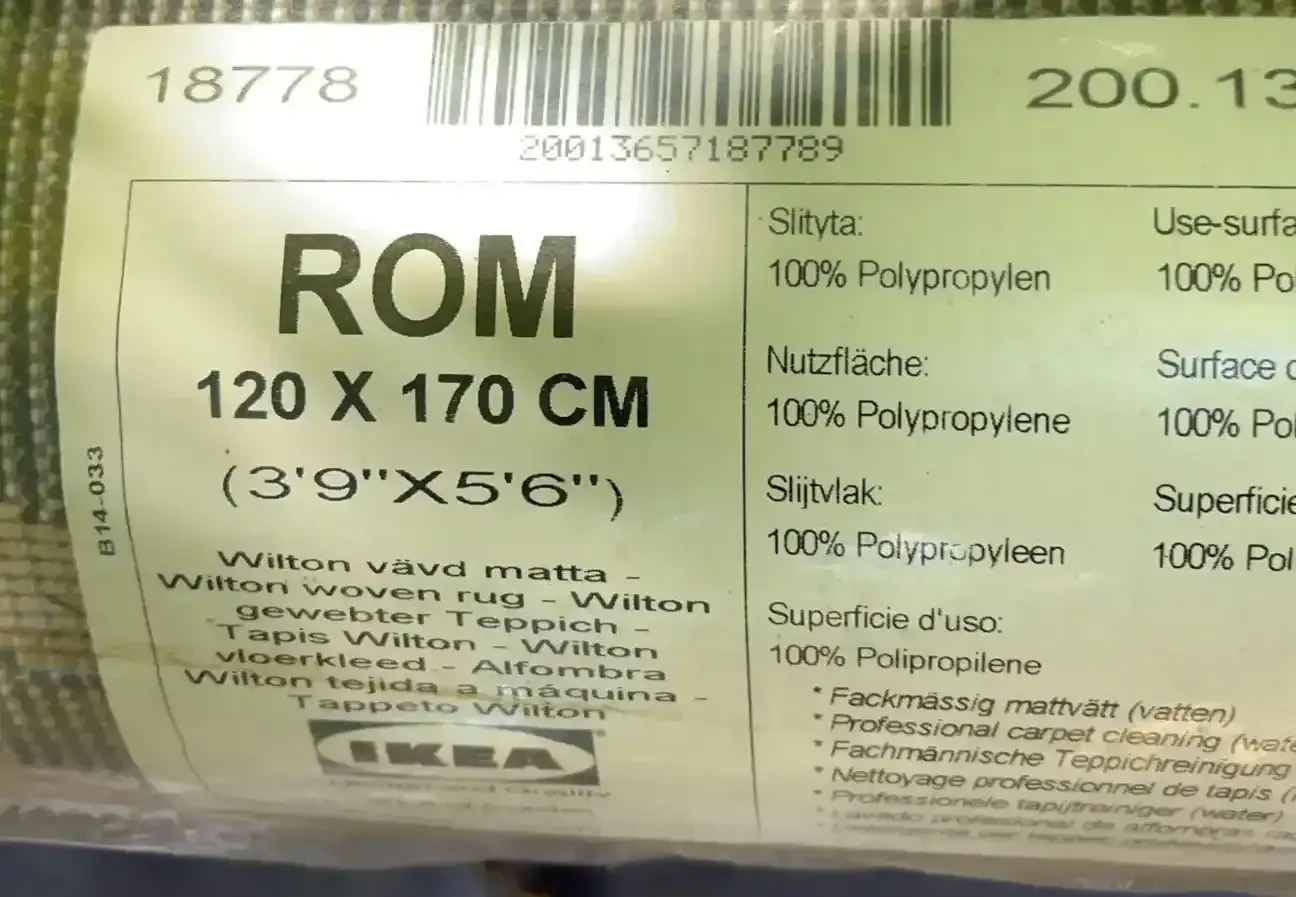 18778
200.13
20013657187789
ROM
120 X 170 CM
(3'9"X5'6")
B14-033
Wilton vävd matta -
Wilton woven rug - Wilton
gewebter Teppich -
Tapis Wilton - Wilton
vloerkleed - Alfombra
Wilton tejida a máquina -
Tappeto Wilton
IKEA
Slityta:
100% Polypropylen
Nutzfläche:
100% Polypropylene
Slijtvlak:
100% Polypropyleen
Superficie d'uso:
100% Polipropilene
Use-surfa
100% Po
Surface
100% Pol
Superficie
100% Pol
* Fackmässig mattvätt (vatten)
* Professional carpet cleaning (wate
* Fachmännische Teppichreinigung
* Nettoyage professionnel de tapis (
* Professionele tapijtreiniger (water)